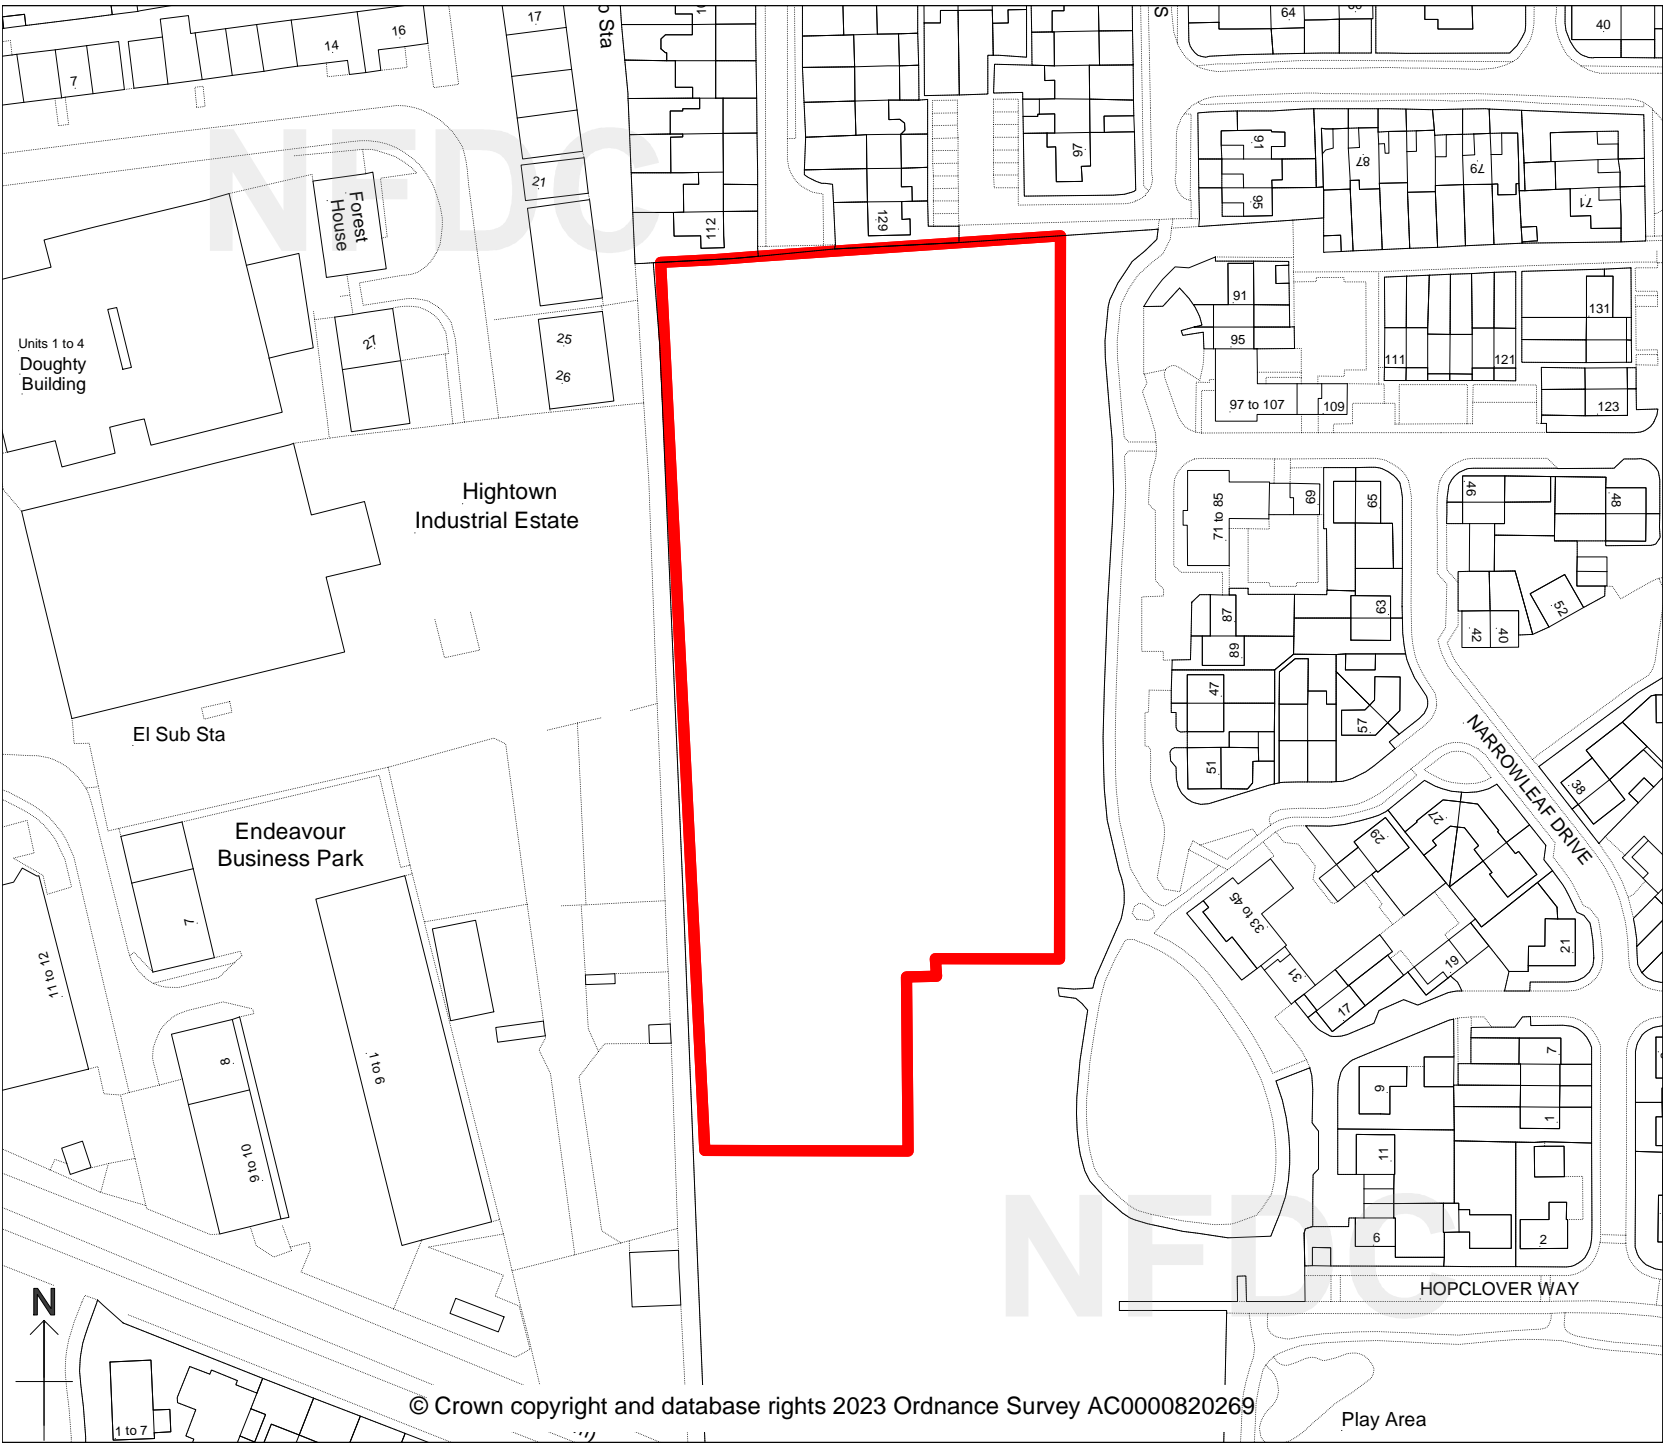 17
o Sta
16
14
7
64
40
S
NFDC
21
91
87
79
76
95
71
112
129
Forest
House
91
131
25
27
95
Units 1 to 4
Doughty
Building
111
121
26
97 to 107
109
123
Hightown
Industrial Estate
46
48
69
65
71 to 85
52
87
63
42
40
89
47
57
51
El Sub Sta
NARROWLEAF DRIVE
38
Endeavour
Business Park
27
29
7
33 to 45
21
19
31
11 to 12
17
8
1 to 6
7
9
1
11
9 to 10
NFDC
6
2
HOPCLOVER WAY
N
© Crown copyright and database rights 2023 Ordnance Survey AC0000820269
Play Area
1 to 7